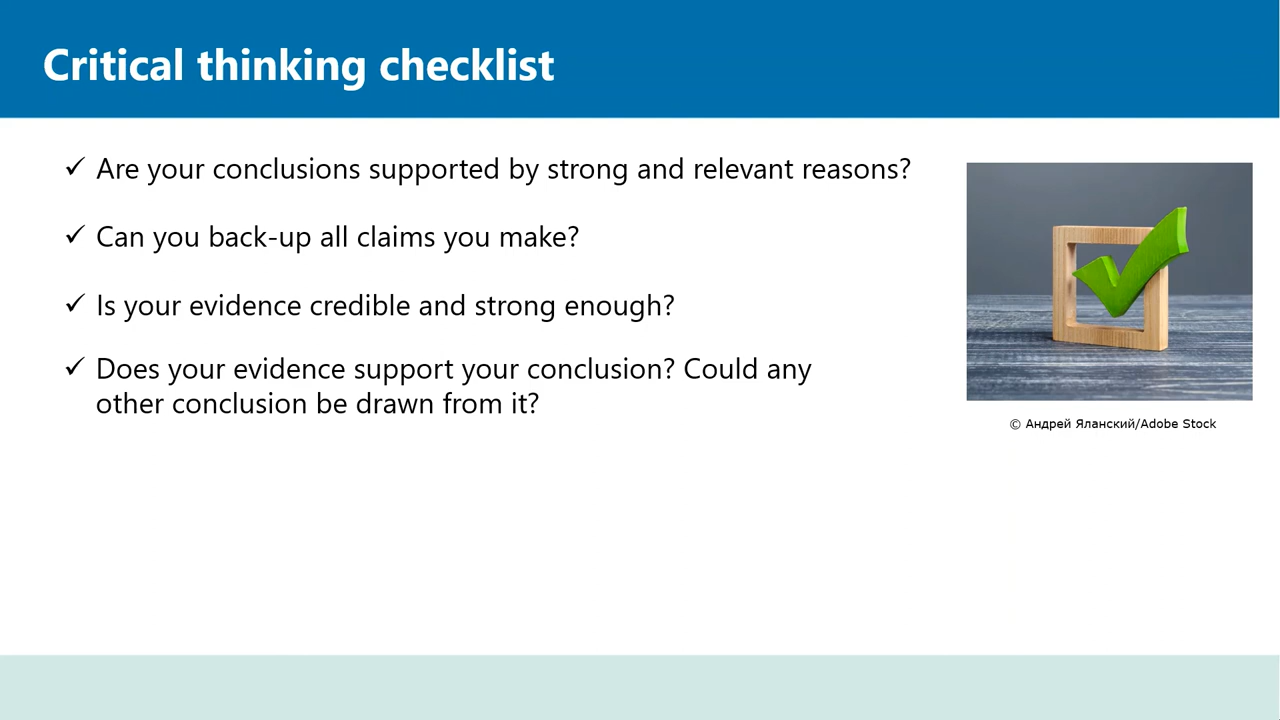 Critical thinking checklist
✓ Are your conclusions supported by strong and relevant reasons?
✓ Can you back-up all claims you make?
✓ Is your evidence credible and strong enough?
✓ Does your evidence support your conclusion? Could any
other conclusion be drawn from it?
© Андрей Яланский/Adobe Stock